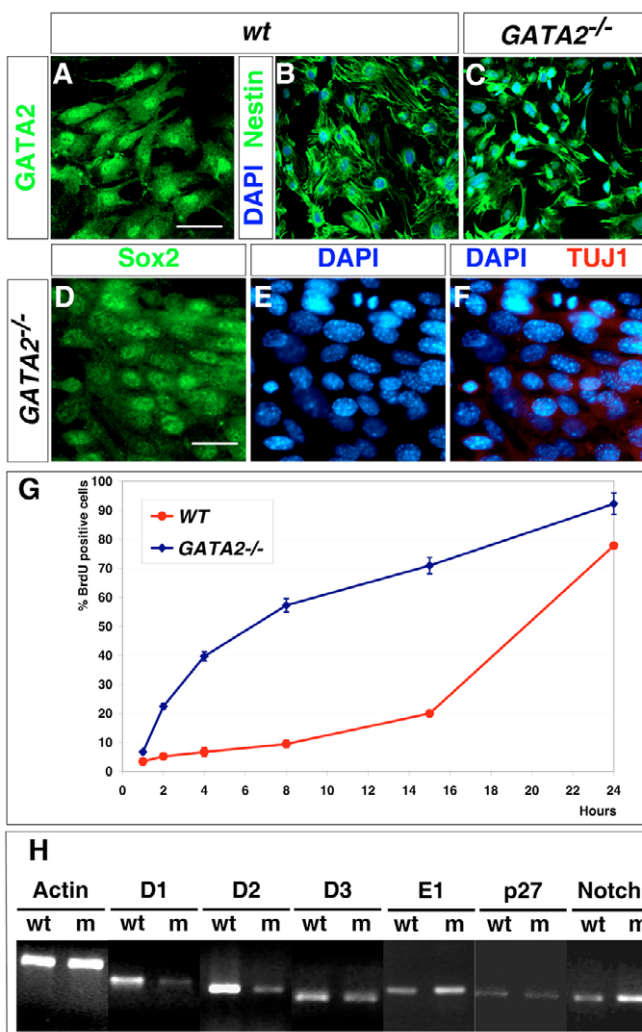 wt
GATA2-/-
GATA2
A
DAPI Nestin
B
C
Sox2
DAPI
DAPI TUJ1
GATA2-/-
D
E
F
G
% BrdU positive cells
100
90
80
70
60
50
40
30
20
10
0
WT
GATA2-/-
0 2 4 6 8 10 12 14 16 18 20 22 24
Hours
H
Actin D1 D2 D3 E1 p27 Notch
wt m wt m wt m wt m wt m wt m wt m